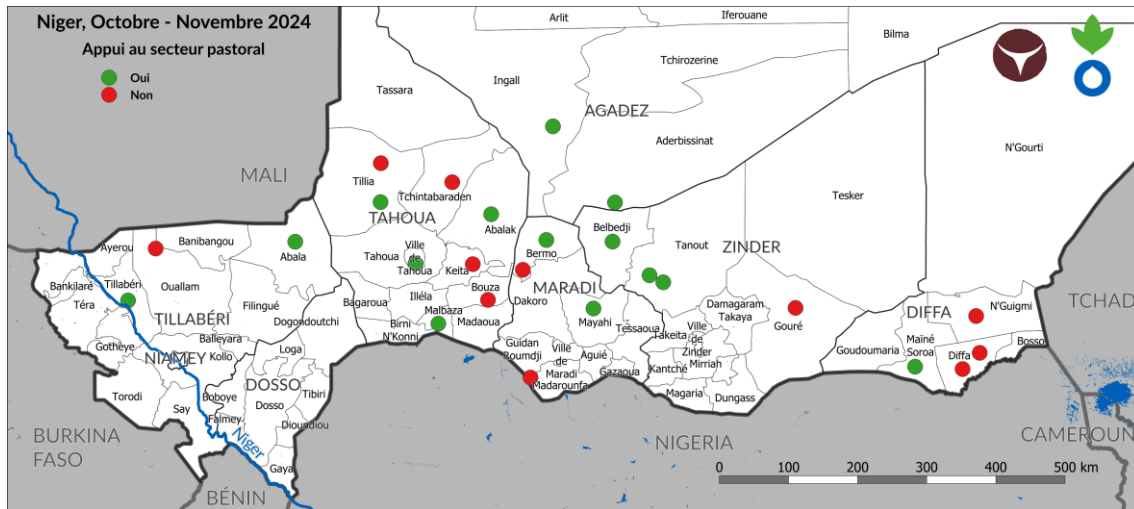 Niger, Octobre - Novembre 2024
Appui au secteur pastoral
Oui
Non
Arlit
Iferouane
Bilma
Ingall
Tchirozerine
Tassara
AGADEZ
Aderbissinat
N'Gourti
MALI
Tillia
Tchintabaraden
Tesker
TAHOUA
Abalak
Belbedji
Tanout
ZINDER
Ayerou
Banibangou
Abala
Tahoua
Ville
de
Tahoua
Keita
Bermo
Bankilaré
Tillabéri
Ouallam
Téra
Filingué
Bagaroua
Illéla
Bouza
Dakoro
MARADI
Mayahi
Damagaram
Takaya
Gouré
DIFFA
N'Guigmi
TCHAD
TILLABÉRI
Dogondoutchi
Malbaza
Birni
N'Konni
Madaoua
Tessaoua
Takeita
Ville
de
Zinder
Mirriah
Goudoumaria
Maïné
Soroa
Diffa
Bosso
Gotheye
Balleyara
NIAMEY
Kollo
Loga
Guidan
Roumdji
Ville
de
Maradi
Madarounfa
Aguié
Gazaoua
Kantché
Magaria
Dungass
Torodi
Say
Boboye
DOSSO
Tibiri
Dosso
Falmey
Dioundiou
Gaya
Niger
BURKINA
FASO
BÉNIN
NIGERIA
CAMEROUN
0 100 200 300 400 500 km